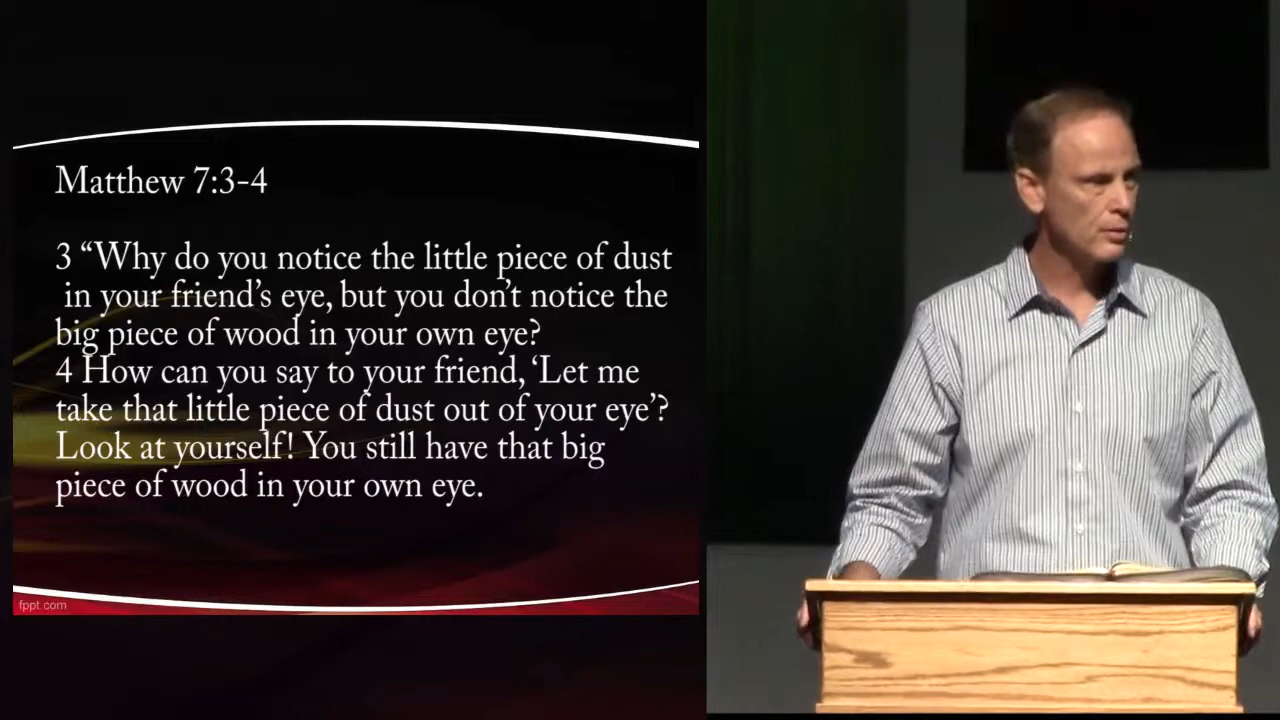 Matthew 7:3-4
3 “Why do you notice the little piece of dust
in your friend’s eye, but you don’t notice the
big piece of wood in your own eye?
4 How can you say to your friend, ‘Let me
take that little piece of dust out of your eye’?
Look at yourself! You still have that big
piece of wood in your own eye.
fppt.com